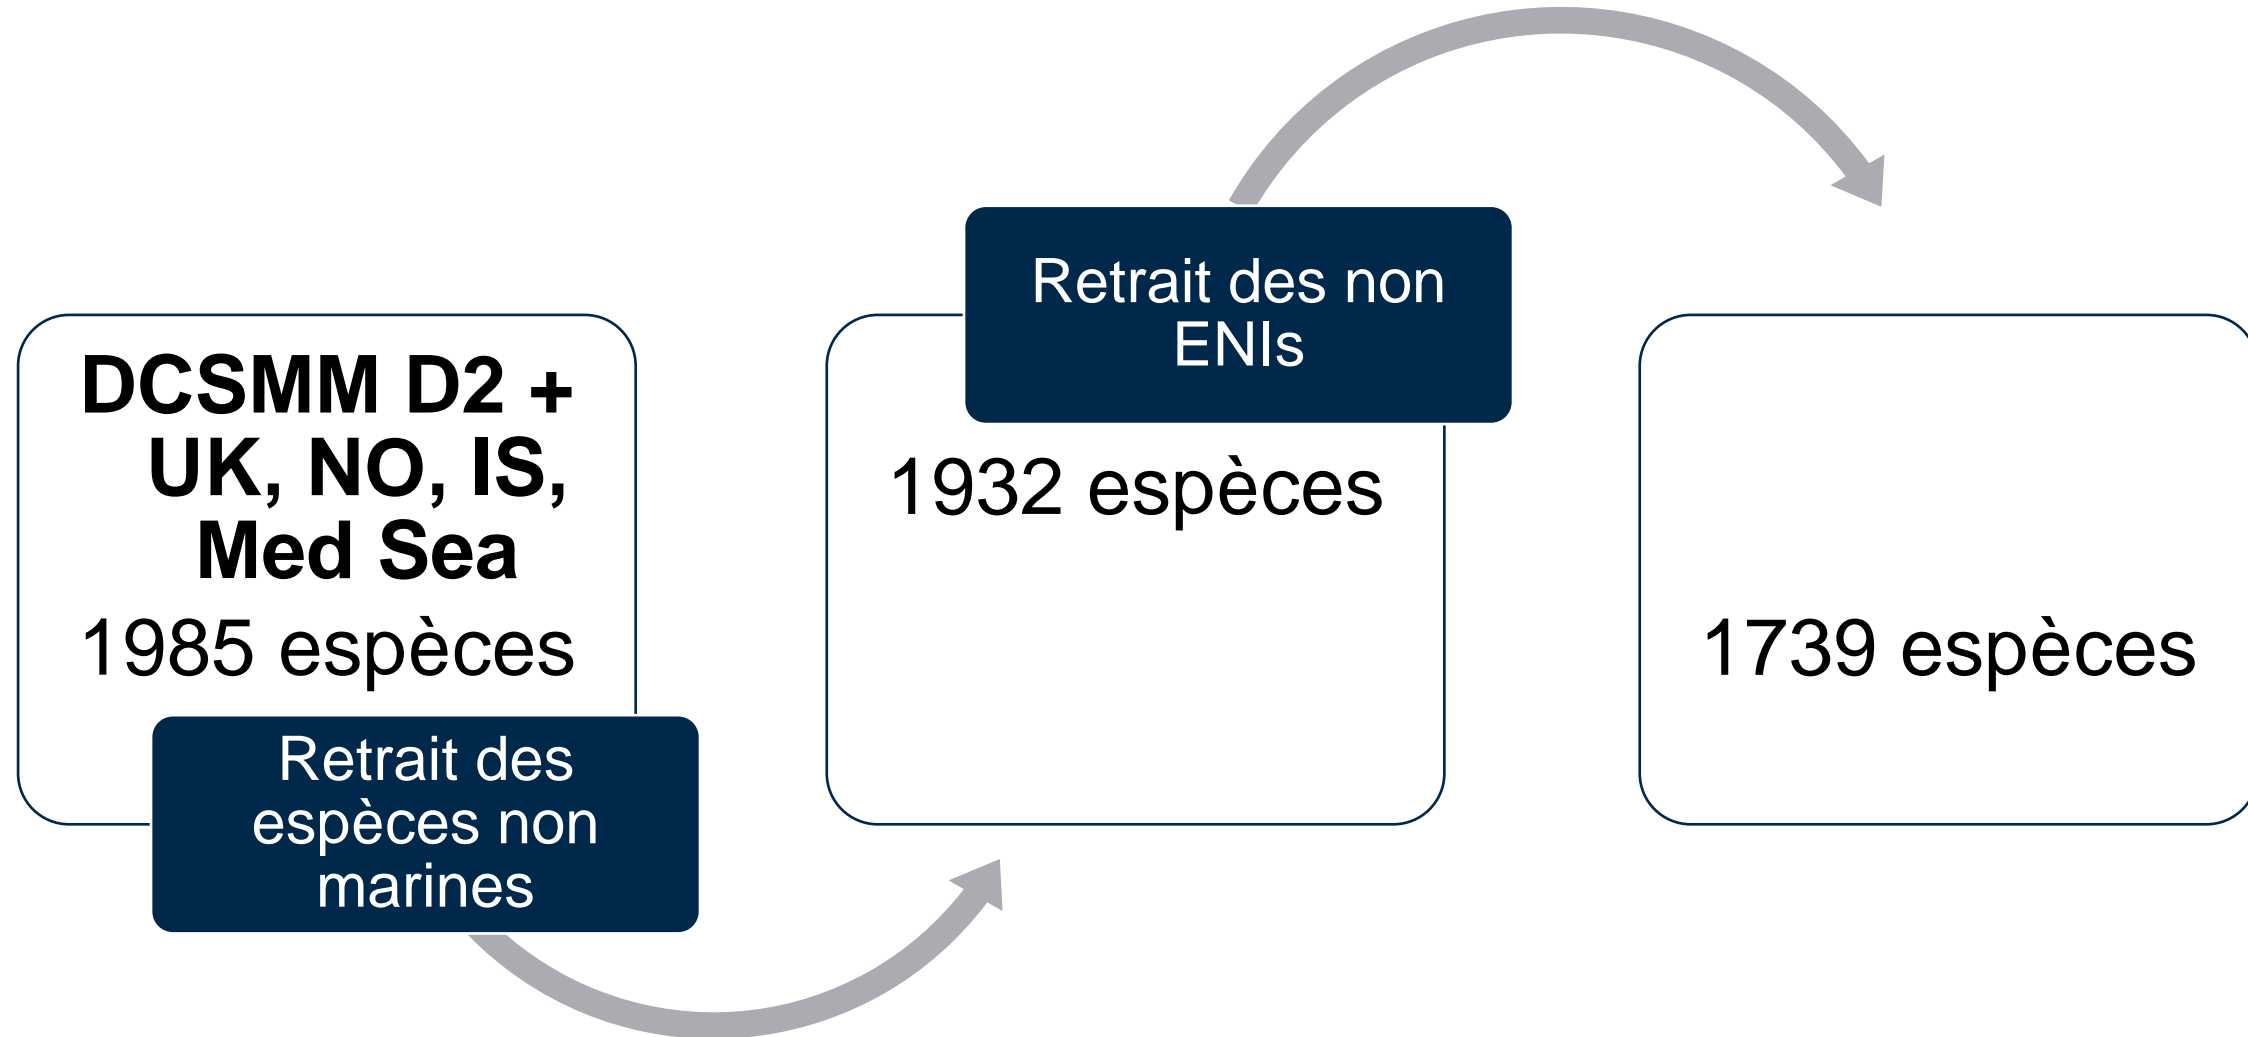 DCSMM D2 +
UK, NO, IS,
Med Sea
1985 espèces
Retrait des
espèces non
marines
Retrait des non
ENIs
1932 espèces
1739 espèces